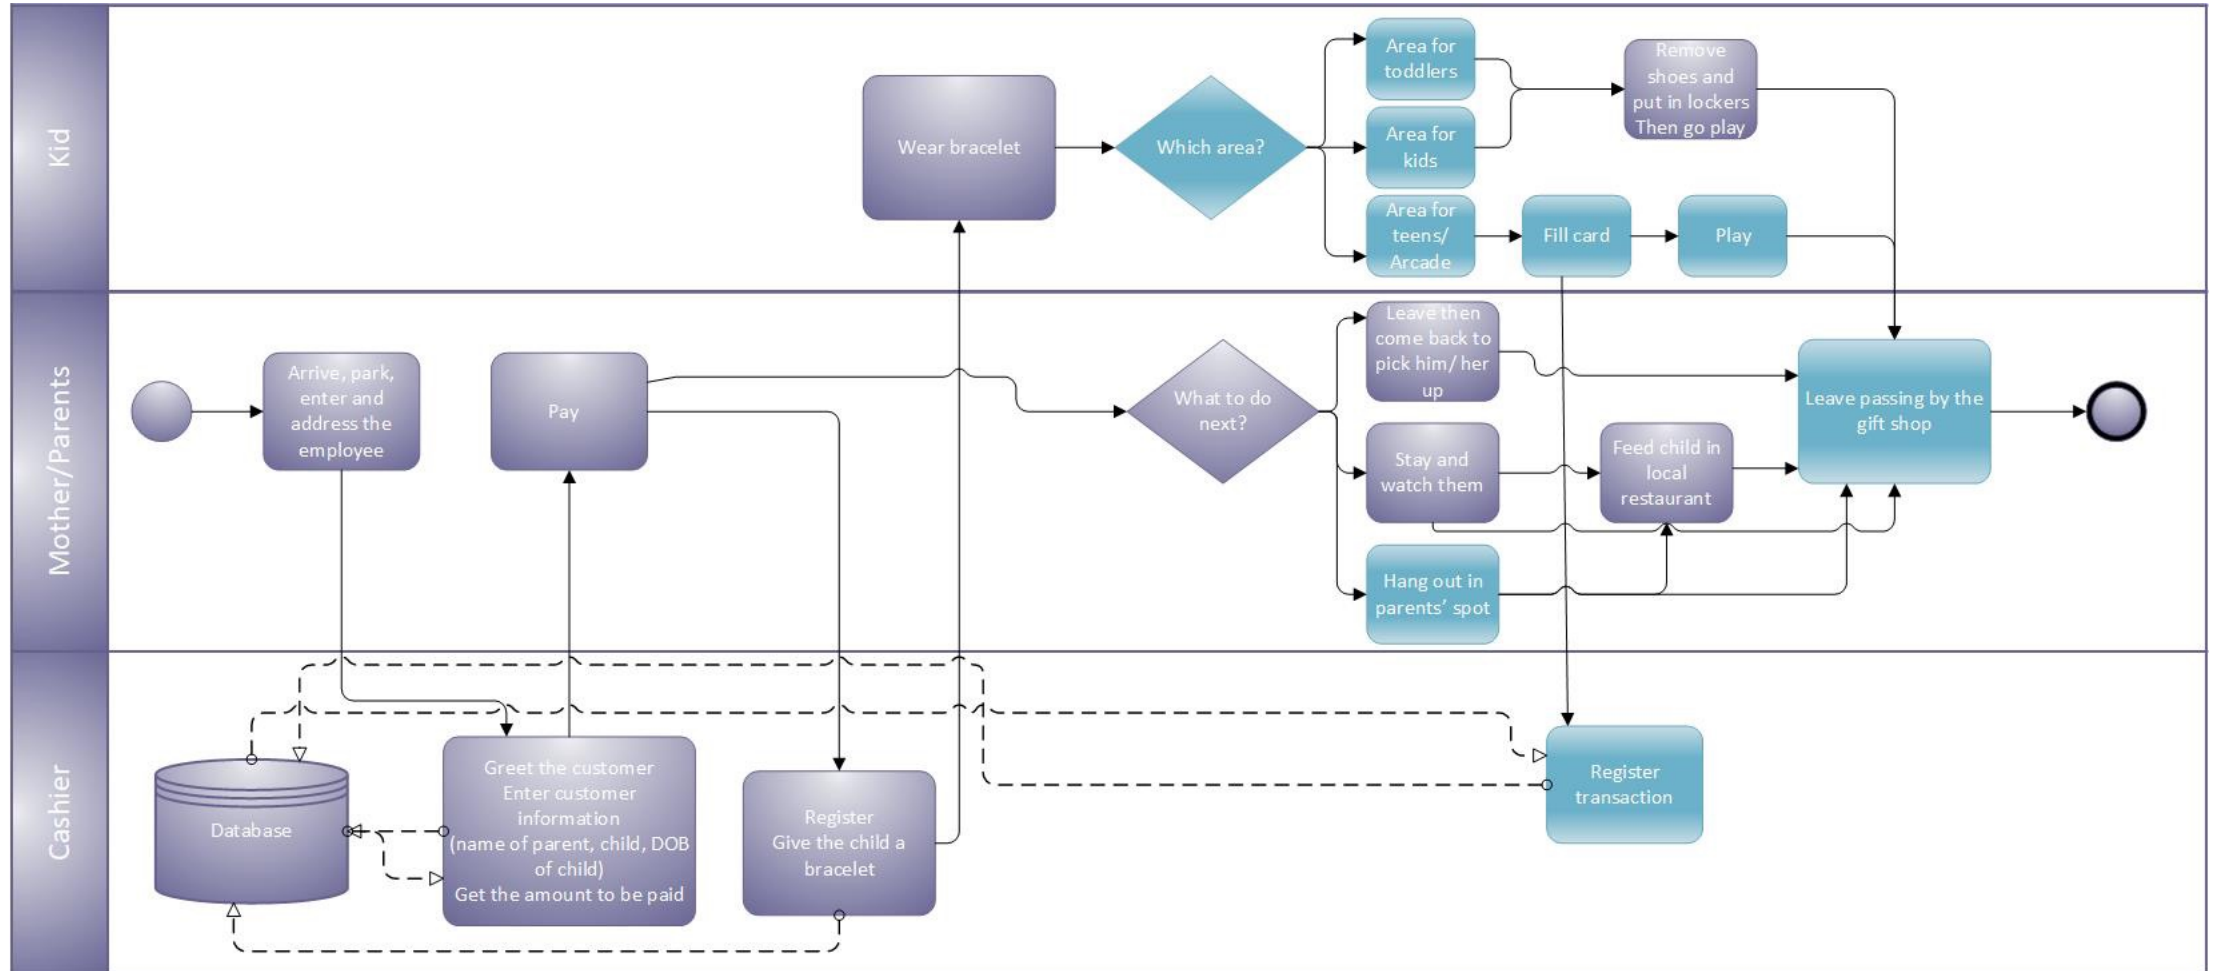 Kid
Wear bracelet
Which area?
Area for
toddlers
Area for
kids
Area for
teens/
Arcade
Remove
shoes and
put in lockers
Then go play
Fill card
Play
Mother/Parents
Arrive, park,
enter and
address the
employee
Pay
What to do
next?
Leave then
come back to
pick him/ her
up
Stay and
watch them
Hang out in
parents' spot
Feed child in
local
restaurant
Leave passing by the
gift shop
Cashier
Database
Greet the customer
Enter customer
information
(name of parent, child, DOB
of child)
Get the amount to be paid
Register
Give the child a
bracelet
Register
transaction